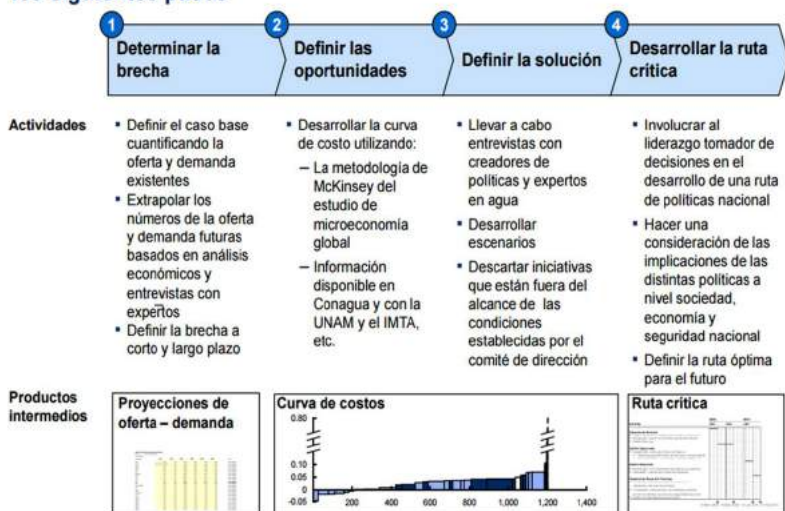 1
Determinar la
brecha
2
Definir las
oportunidades
3
Definir la solución
4
Desarrollar la ruta
crítica
Actividades
▪ Definir el caso base
cuantificando la
oferta y demanda
existentes
▪ Extrapolar los
números de la oferta
y demanda futuras
basados en análisis
económicos y
entrevistas con
expertos
▪ Definir la brecha a
corto y largo plazo
▪ Desarrollar la curva
de costo utilizando:
– La metodología de
McKinsey del
estudio de
microeconomía
global
– Información
disponible en
Conagua y con la
UNAM y el IMTA,
etc.
▪ Llevar a cabo
entrevistas con
creadores de
políticas y expertos
en agua
▪ Desarrollar
escenarios
▪ Descartar iniciativas
que están fuera del
alcance de las
condiciones
establecidas por el
comité de dirección
▪ Involucrar al
liderazgo tomador de
decisiones en el
desarrollo de una ruta
de políticas nacional
▪ Hacer una
consideración de las
implicaciones de las
distintas políticas a
nivel sociedad,
economía y
seguridad nacional
▪ Definir la ruta óptima
para el futuro
Productos
intermedios
Proyecciones de
oferta – demanda
Curva de costos
0.80
0.10
0.05
0
-0.05
200
400
600
800
1,000
1,200
1,400
Ruta crítica